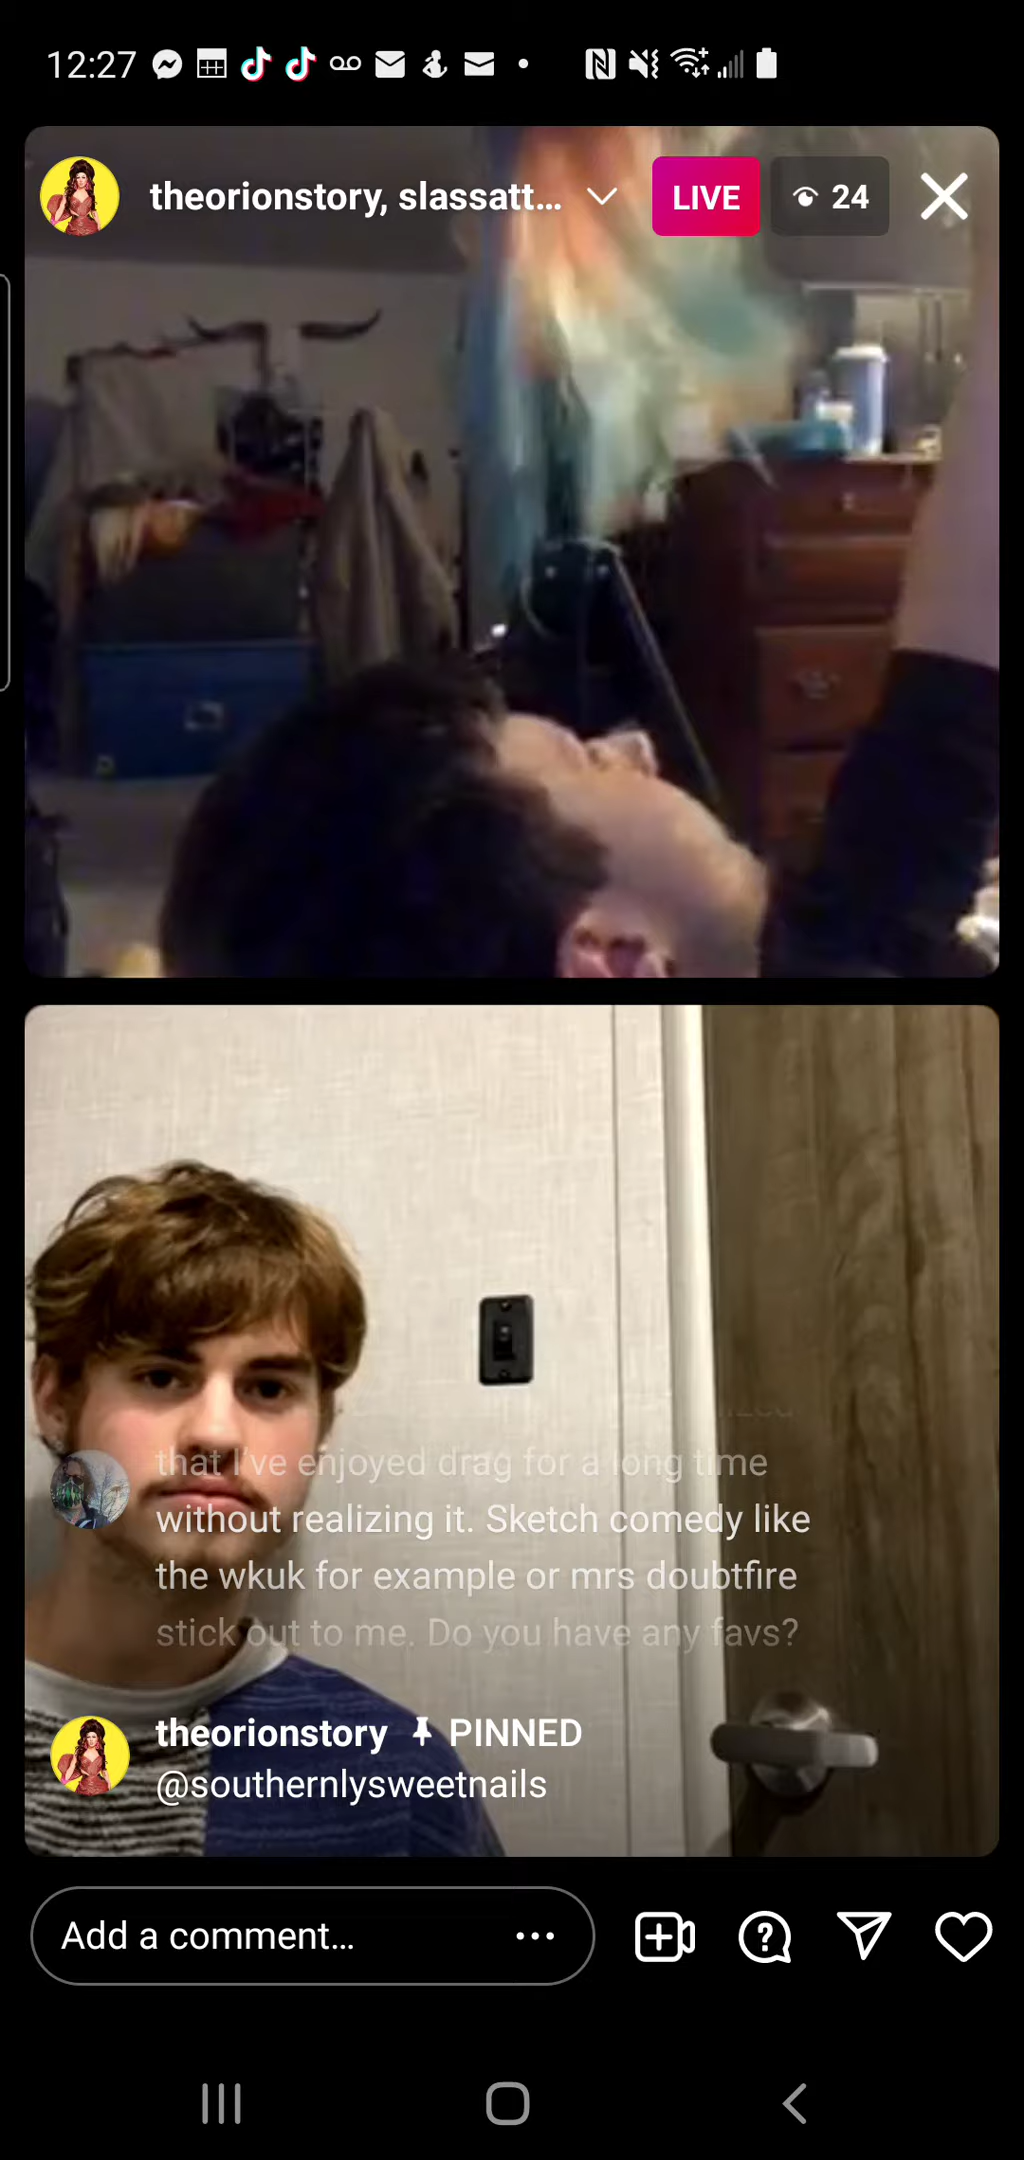 12:27
theorionstory, slassatt...
LIVE
24
that I've enjoyed drag for a long time
without realizing it. Sketch comedy like
the wkuk for example or mrs doubtfire
stick out to me. Do you have any favs?
theorionstory PINNED
@southernlysweetnails
Add a comment...